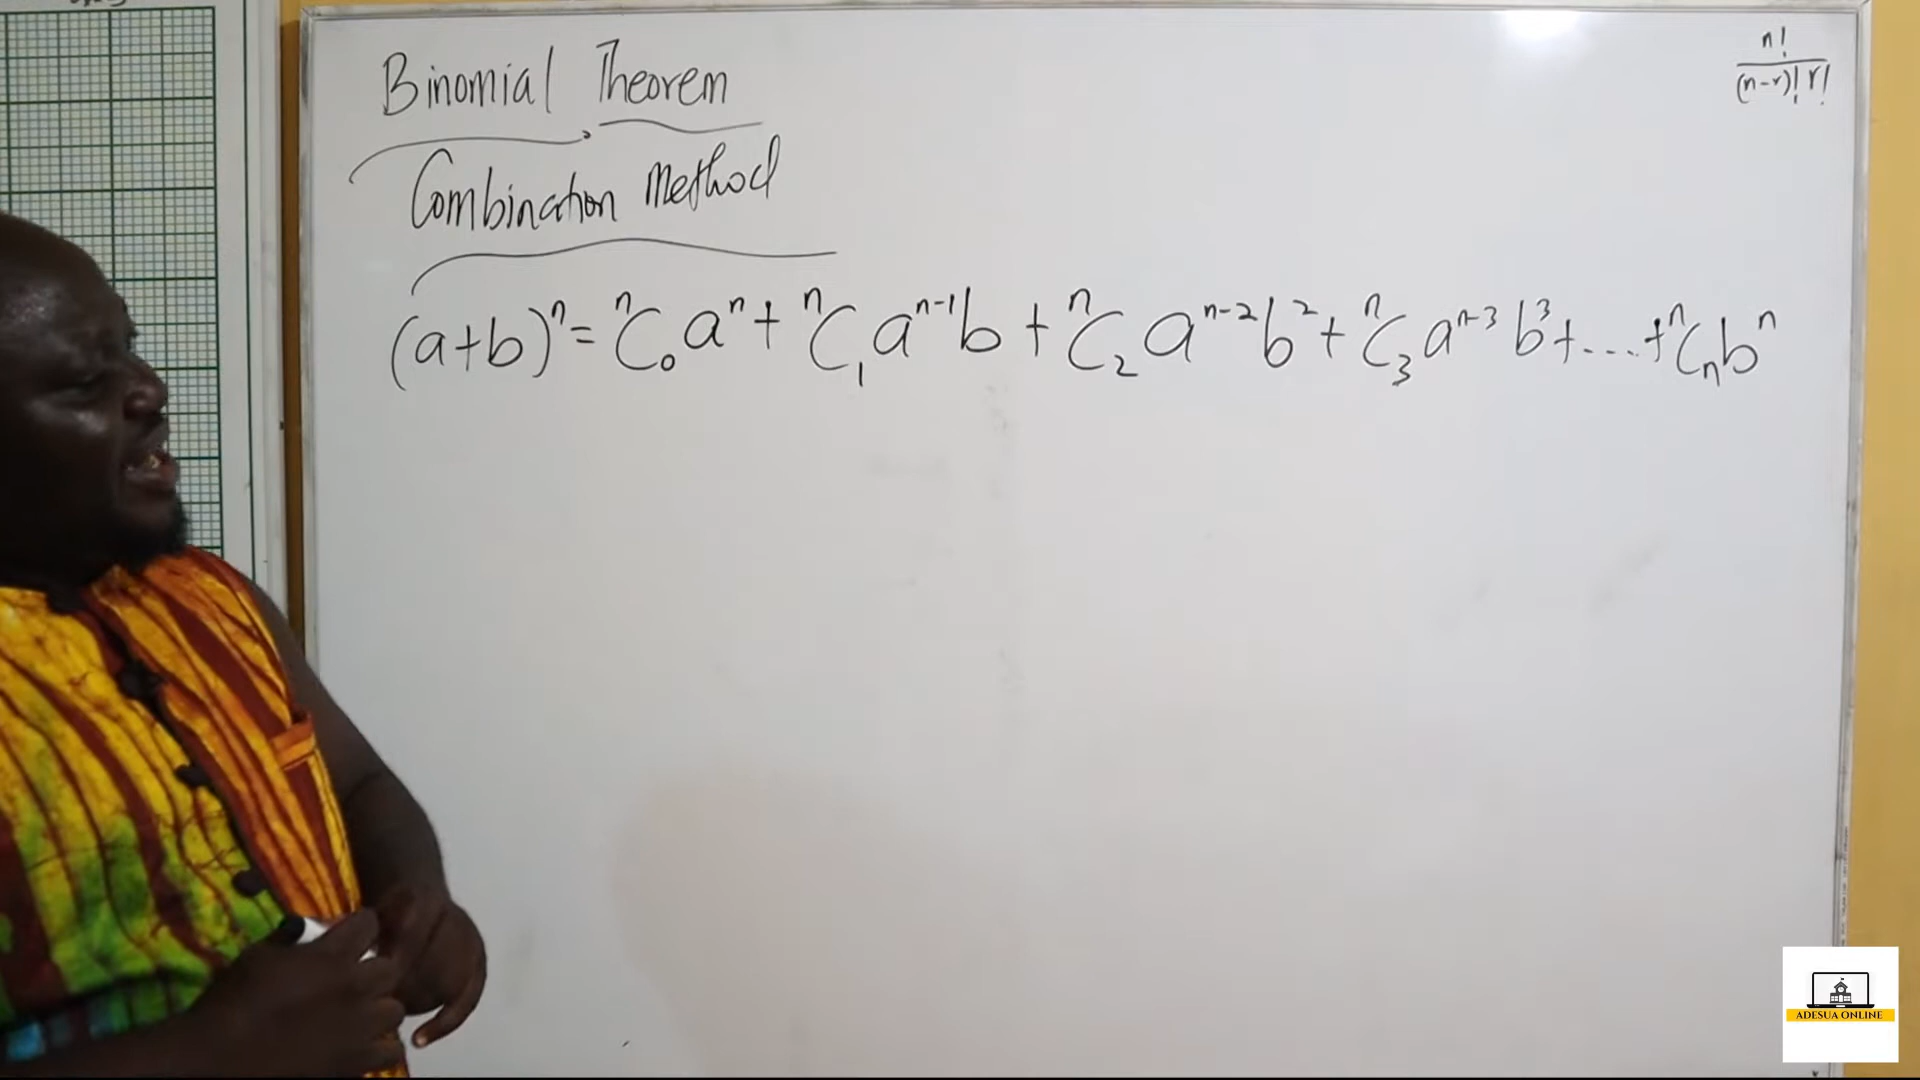 Binomial Theorem
Combination Method
(a+b)ⁿ = ⁿC₀aⁿ + ⁿC₁aⁿ⁻¹b + ⁿC₂aⁿ⁻²b² + ⁿC₃aⁿ⁻³b³ + ... + ⁿCₙbⁿ
n!
(n-r)! r!
ADESUA ONLINE